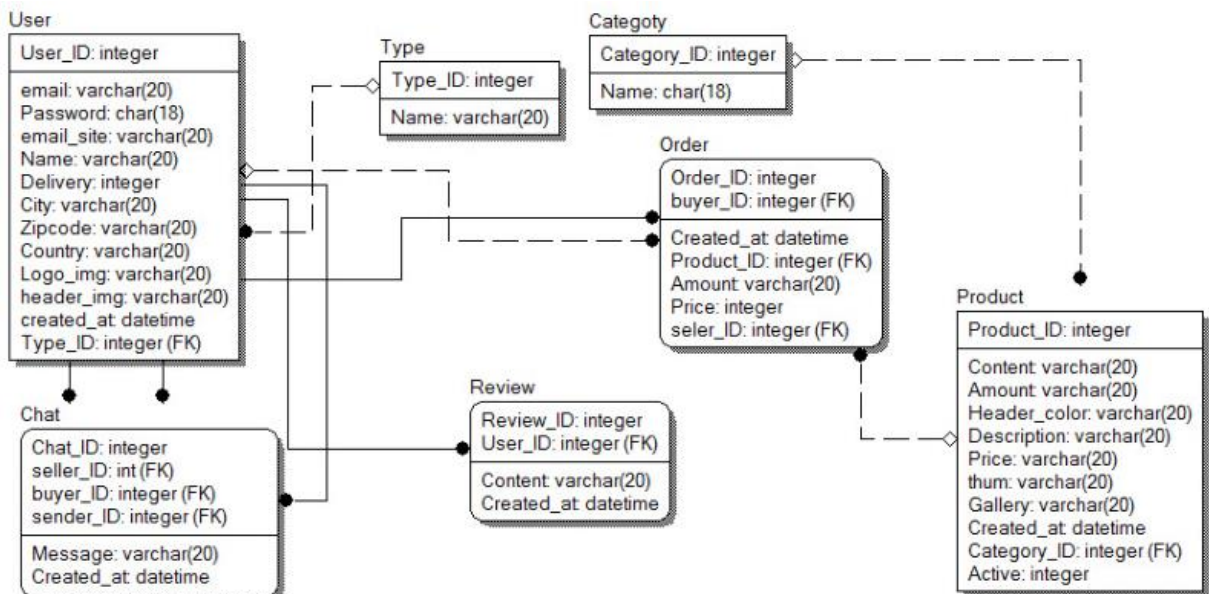 User
User_ID: integer
email: varchar(20)
Password: char(18)
email_site: varchar(20)
Name: varchar(20)
Delivery: integer
City: varchar(20)
Zipcode: varchar(20)
Country: varchar(20)
Logo_img: varchar(20)
header_img: varchar(20)
created_at: datetime
Type_ID: integer (FK)
Type
Type_ID: integer
Name: varchar(20)
Categoty
Category_ID: integer
Name: char(18)
Order
Order_ID: integer
buyer_ID: integer (FK)
Created_at: datetime
Product_ID: integer (FK)
Amount: varchar(20)
Price: integer
seler_ID: integer (FK)
Product
Product_ID: integer
Content: varchar(20)
Amount: varchar(20)
Header_color: varchar(20)
Description: varchar(20)
Price: varchar(20)
thum: varchar(20)
Gallery: varchar(20)
Created_at: datetime
Category_ID: integer (FK)
Active: integer
Chat
Chat_ID: integer
seller_ID: int (FK)
buyer_ID: integer (FK)
sender_ID: integer (FK)
Message: varchar(20)
Created_at: datetime
Review
Review_ID: integer
User_ID: integer (FK)
Content: varchar(20)
Created_at: datetime